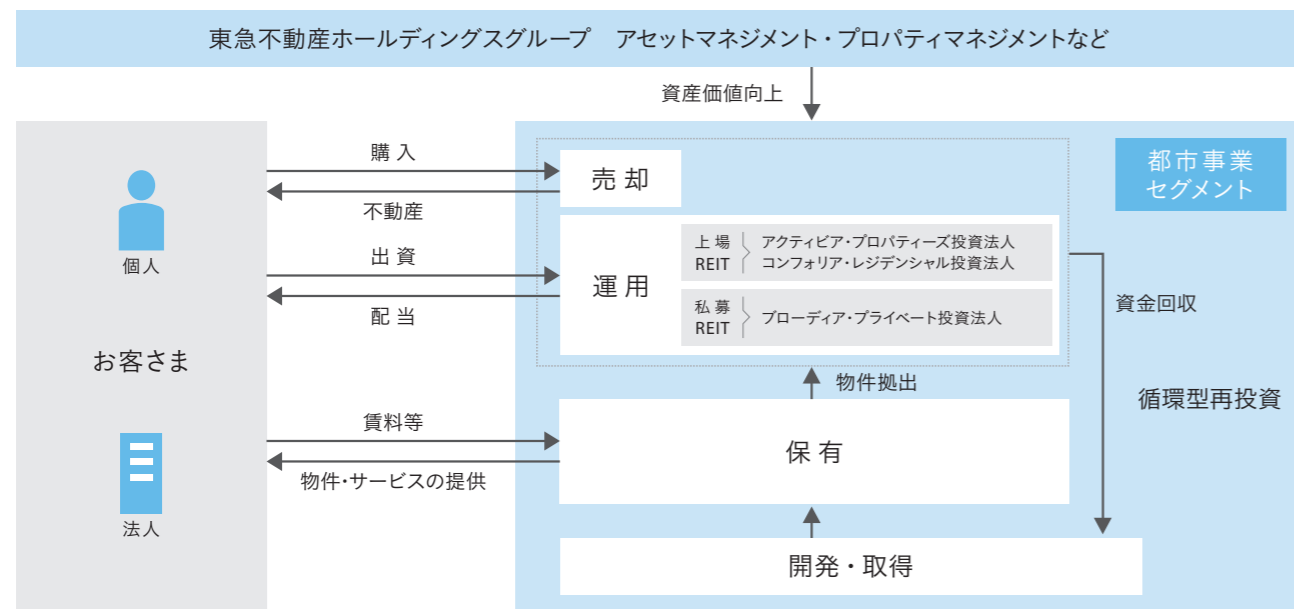 東急不動産ホールディングスグループ　アセットマネジメント・プロパティマネジメントなど
資産価値向上
都市事業
セグメント
個人
お客さま
法人
購入
不動産
出資
配当
賃料等
物件・サービスの提供
売却
運用
上場
REIT
アクティビア・プロパティーズ投資法人
コンフォリア・レジデンシャル投資法人
私募
REIT
ブローディア・プライベート投資法人
物件拠出
保有
開発・取得
資金回収
循環型再投資